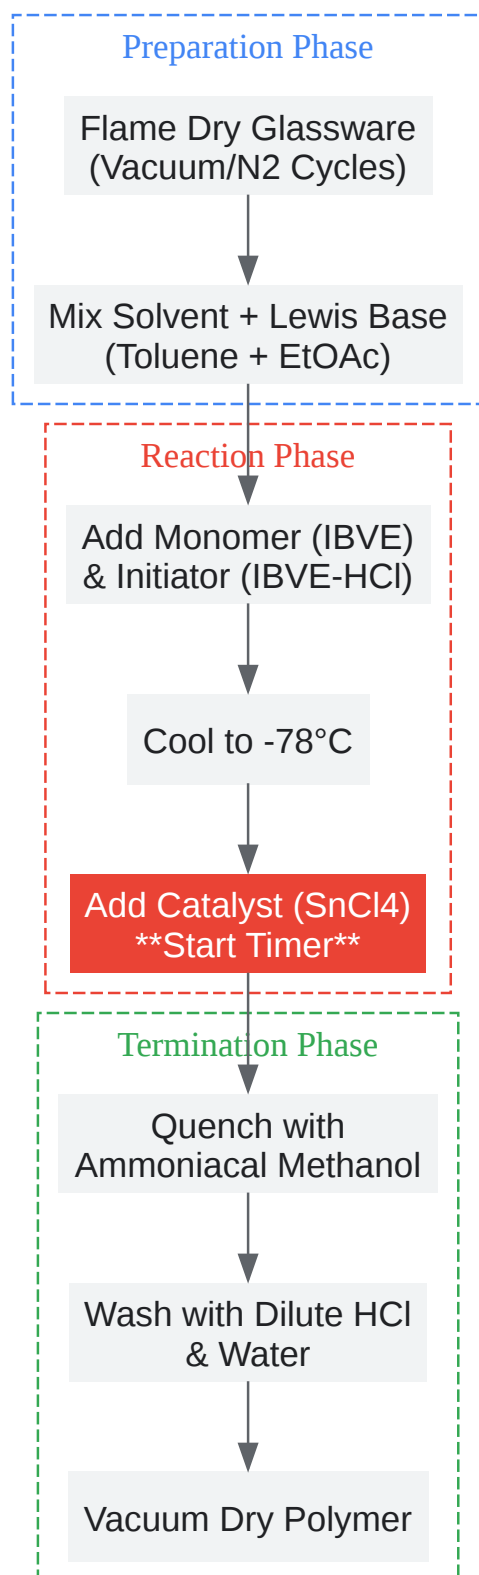 Preparation Phase
Flame Dry Glassware
(Vacuum/N2 Cycles)
Mix Solvent + Lewis Base
(Toluene + EtOAc)
Reaction Phase
Add Monomer (IBVE)
& Initiator (IBVE-HCl)
Cool to -78°C
Add Catalyst (SnCl4)
**Start Timer**
Termination Phase
Quench with
Ammoniacal Methanol
Wash with Dilute HCl
& Water
Vacuum Dry Polymer